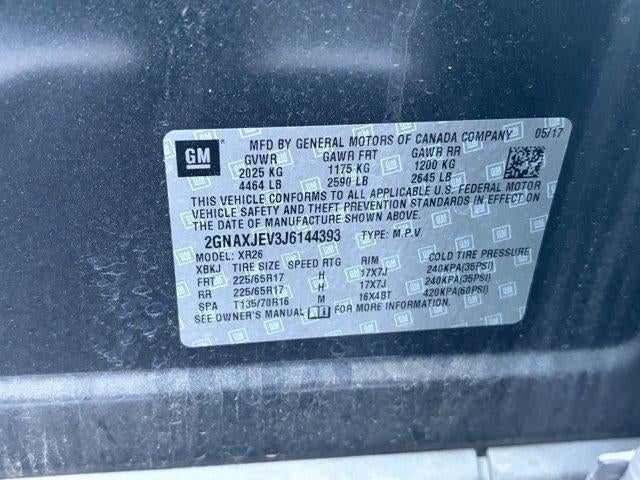 GM
MFD BY GENERAL MOTORS OF CANADA COMPANY 05/17
GVWR GAWR FRT GAWR RR
2025 KG 1175 KG 1200 KG
4464 LB 2590 LB 2645 LB
THIS VEHICLE CONFORMS TO ALL APPLICABLE U.S. FEDERAL MOTOR
VEHICLE SAFETY, BUMPER, AND THEFT PREVENTION STANDARDS IN EFFECT ON
THE DATE OF MANUFACTURE SHOWN ABOVE.
2GNAXJEV3J6144393 TYPE: M.P.V.
MODEL: XR26
XBKJ TIRE SIZE SPEED RTG RIM COLD TIRE PRESSURE
FRT 225/65R17 H 17X7J 240KPA(35PSI)
RR 225/65R17 H 17X7J 240KPA(35PSI)
SPA T135/70R16 M 16X4BT 420KPA(60PSI)
SEE OWNER'S MANUAL FOR MORE INFORMATION.